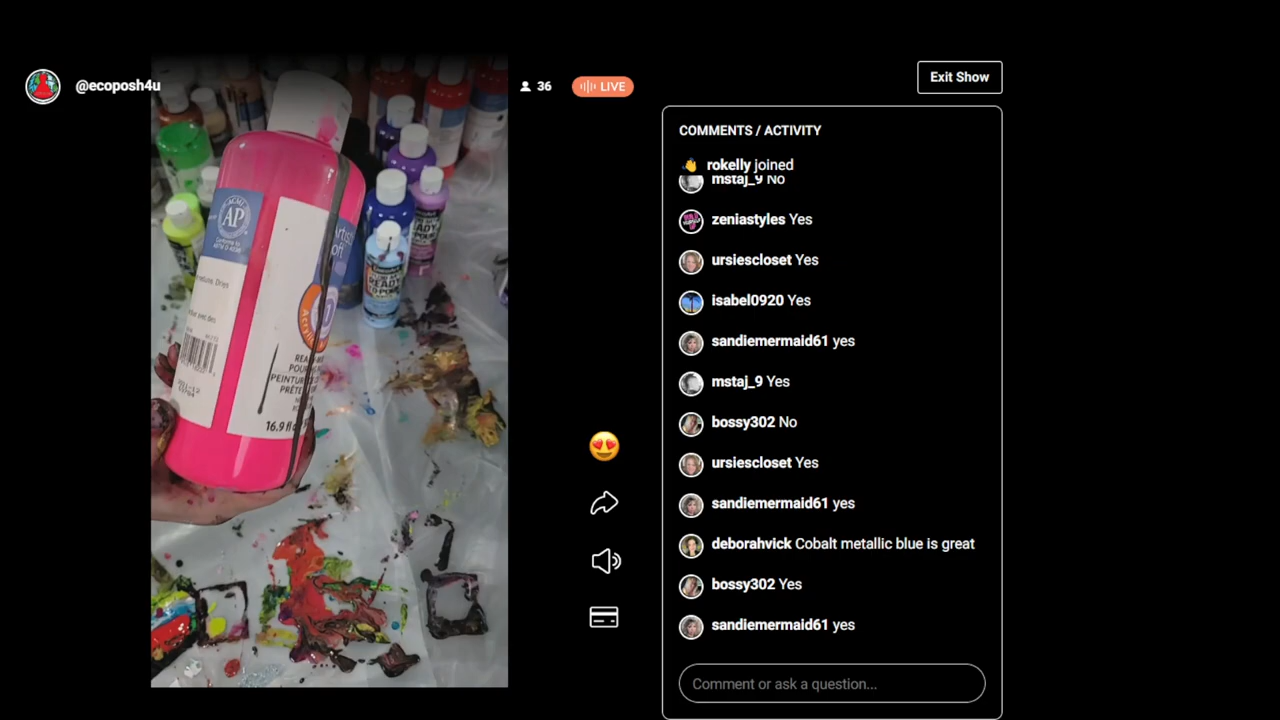 @ecoposh4u
36
LIVE
Exit Show
COMMENTS / ACTIVITY
👋 rokelly joined
mstaj_9 No
zeniastyles Yes
ursiescloset Yes
isabel0920 Yes
sandiemermaid61 yes
mstaj_9 Yes
bossy302 No
ursiescloset Yes
sandiemermaid61 yes
deborahvick Cobalt metallic blue is great
bossy302 Yes
sandiemermaid61 yes
Comment or ask a question...
ACMI
AP
READY
16.9 fl